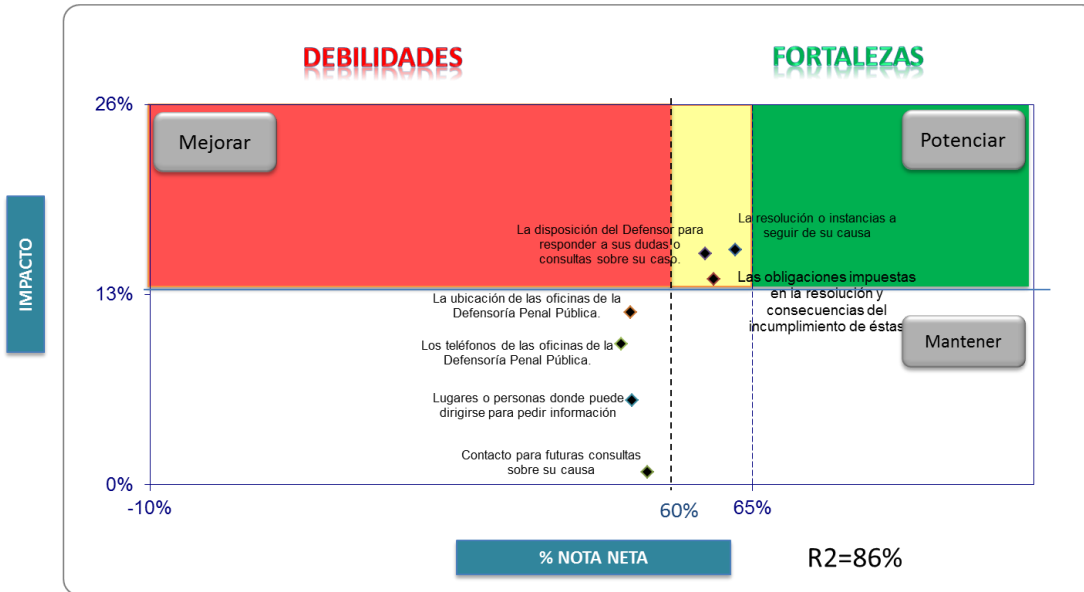 DEBILIDADES
FORTALEZAS
26%
Mejorar
Potenciar
La disposición del Defensor para
responder a sus dudas o
consultas sobre su caso.
La resolución o instancias a
seguir de su causa
IMPACTO
13%
Las obligaciones impuestas
en la resolución y
consecuencias del
incumplimiento de éstas
La ubicación de las oficinas de la
Defensoría Penal Pública.
Mantener
Los teléfonos de las oficinas de la
Defensoría Penal Pública.
Lugares o personas donde puede
dirigirse para pedir información
Contacto para futuras consultas
sobre su causa
0%
-10%
60%
65%
% NOTA NETA
R2=86%